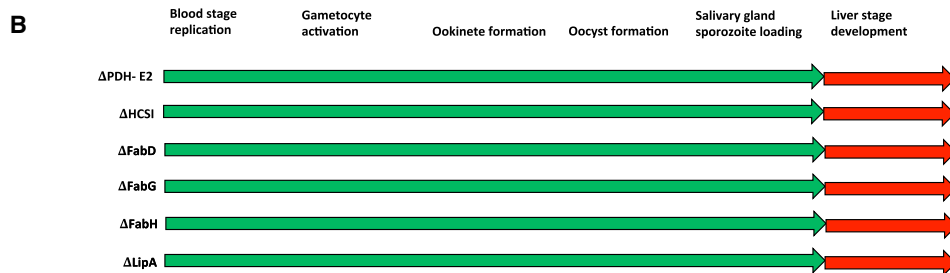 B
Blood stage
replication
Gametocyte
activation
Ookinete formation
Oocyst formation
Salivary gland
sporozoite loading
Liver stage
development
ΔPDH- E2
ΔHCSI
ΔFabD
ΔFabG
ΔFabH
ΔLipA